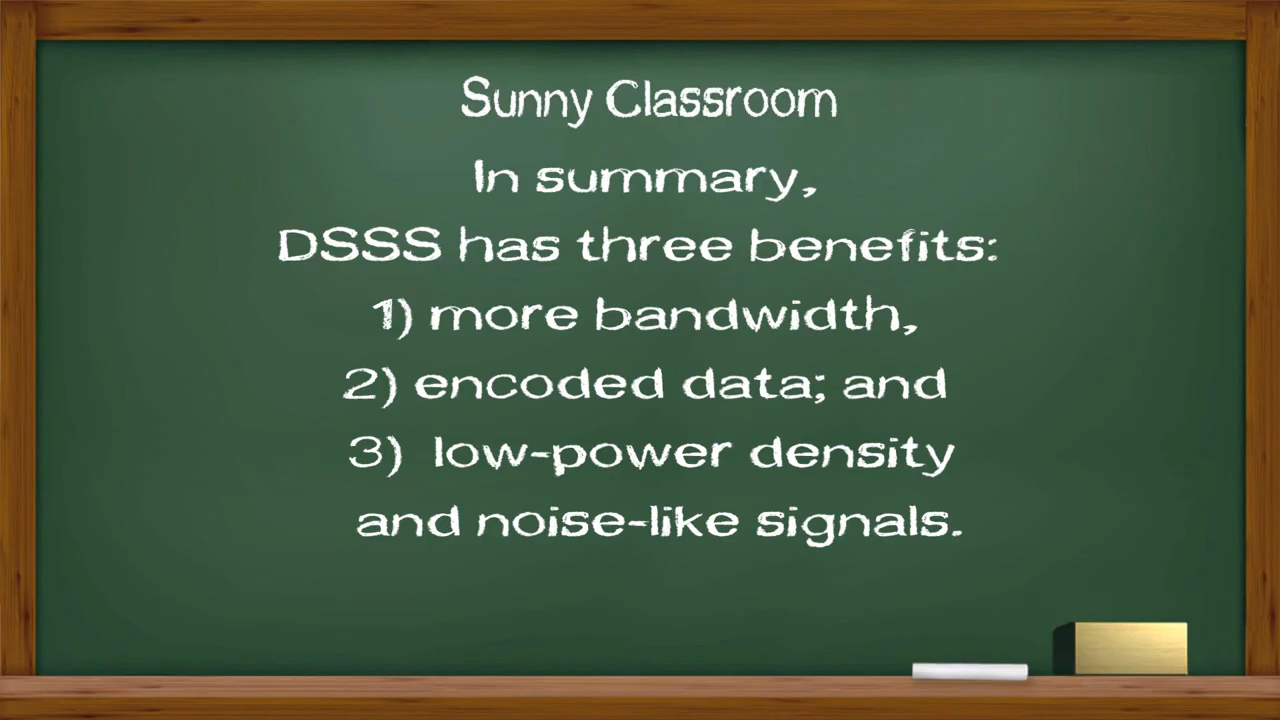 Sunny Classroom
In summary,
DSSS has three benefits:
1) more bandwidth,
2) encoded data; and
3) low-power density
and noise-like signals.